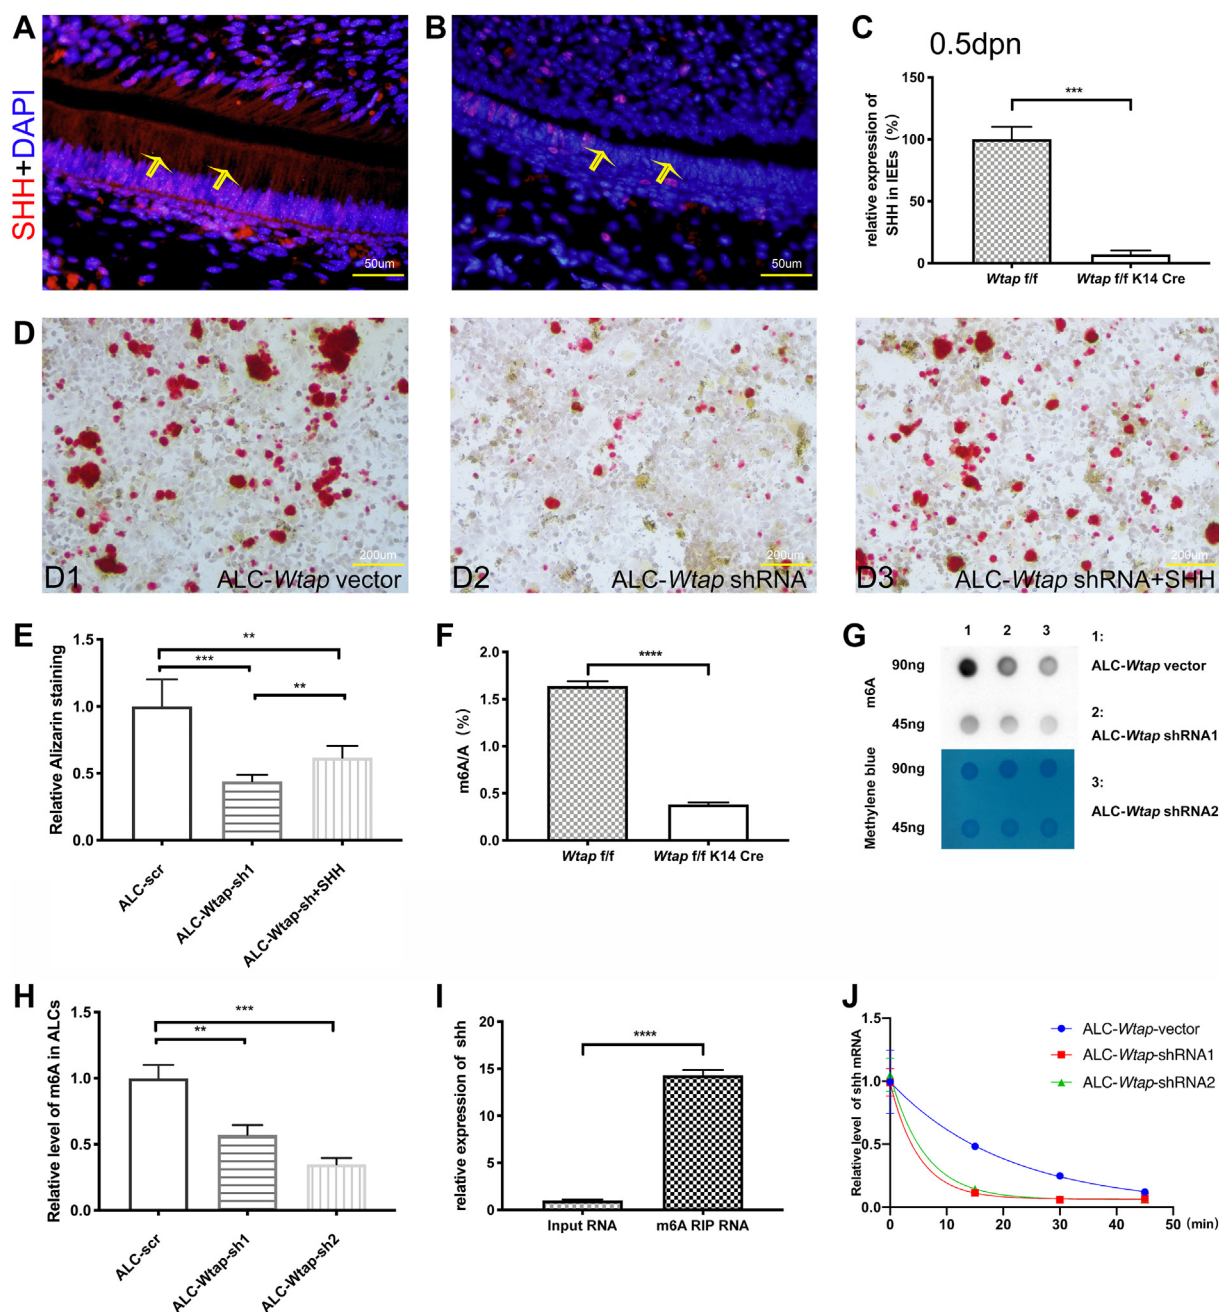 A
B
C
0.5dpn
SHH+DAPI
50um
50um
relative expression of
SHH in IEEs (%)
150
100
50
0
***
Wtap f/f
Wtap f/f K14 Cre
D
D1
ALC-Wtap vector
200um
D2
ALC-Wtap shRNA
200um
D3
ALC-Wtap shRNA+SHH
200um
E
Relative Alizarin staining
1.5
1.0
0.5
0.0
**
***
**
ALC-scr
ALC-Wtap-sh1
ALC-Wtap-sh+SHH
F
m6A/A (%)
2.0
1.5
1.0
0.5
0.0
****
Wtap f/f
Wtap f/f K14 Cre
G
1 2 3
m6A
90ng
45ng
Methylene blue
90ng
45ng
1:
ALC-Wtap vector
2:
ALC-Wtap shRNA1
3:
ALC-Wtap shRNA2
H
Relative level of m6A in ALCs
1.5
1.0
0.5
0.0
***
**
ALC-scr
ALC-Wtap-sh1
ALC-Wtap-sh2
I
relative expression of shh
20
15
10
5
0
****
Input RNA
m6A RIP RNA
J
Relative level of shh mRNA
1.5
1.0
0.5
0.0
0 10 20 30 40 50 (min)
ALC-Wtap-vector
ALC-Wtap-shRNA1
ALC-Wtap-shRNA2